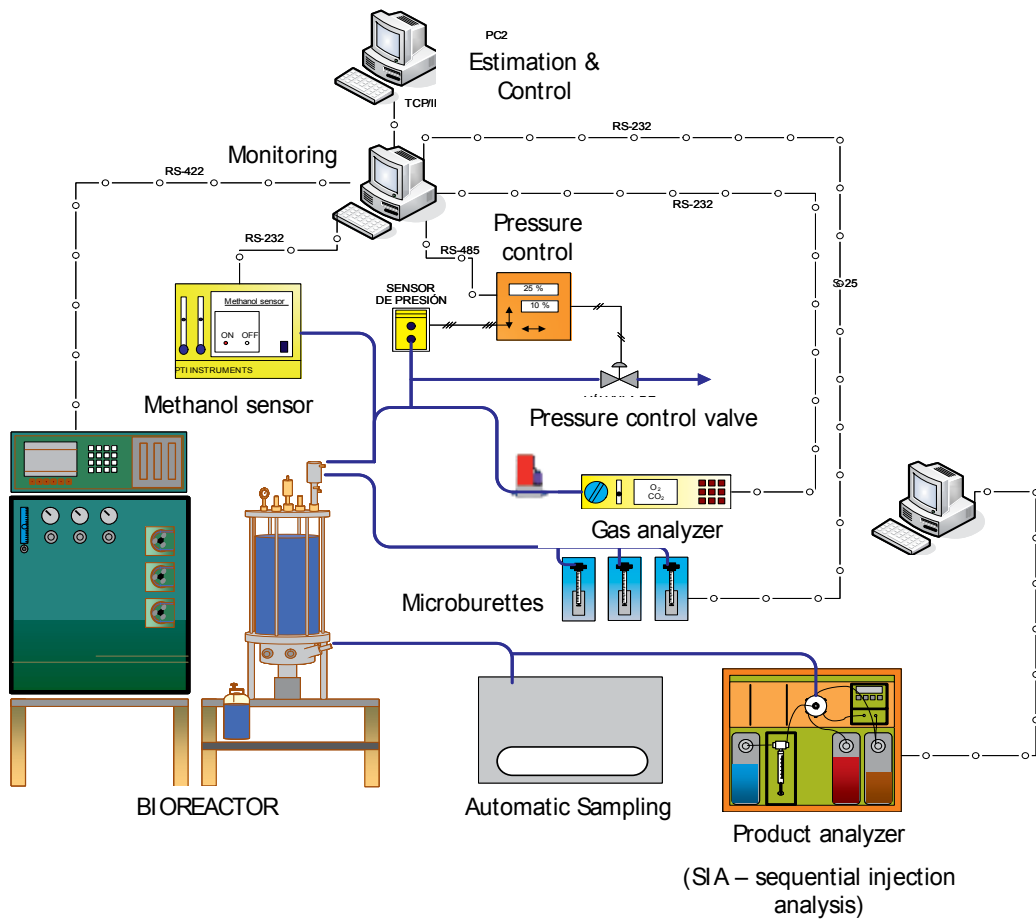 PC2
Estimation &
Control
TCP/II
RS-232
Monitoring
RS-422
RS-232
Pressure
control
RS-232
RS-485
SENSOR
DE PRESIÓN
25 %
10 %
Methanol sensor
ON OFF
PTI INSTRUMENTS
Methanol sensor
Pressure control valve
O₂
CO₂
Gas analyzer
Microburettes
BIOREACTOR
Automatic Sampling
Product analyzer
(SIA – sequential injection
analysis)